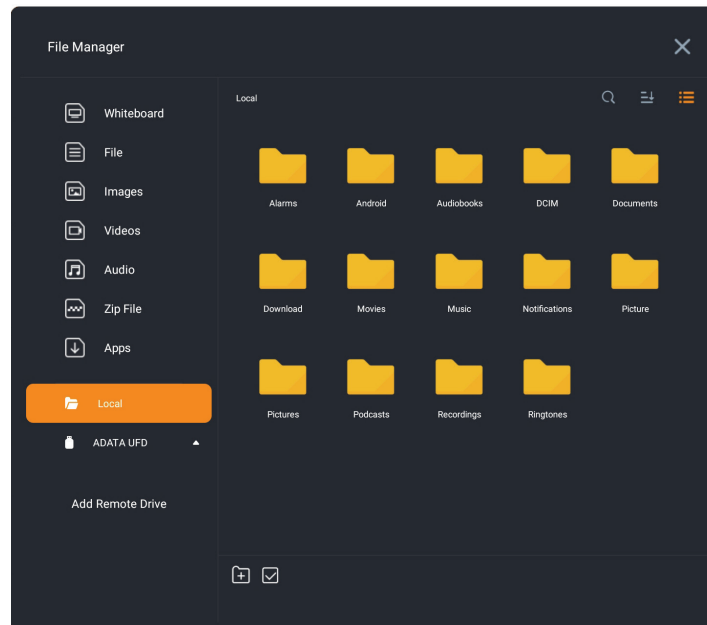 File Manager
Whiteboard
File
Images
Videos
Audio
Zip File
Apps
Local
ADATA UFD
Add Remote Drive
Local
Alarms
Android
Audiobooks
DCIM
Documents
Download
Movies
Music
Notifications
Picture
Pictures
Podcasts
Recordings
Ringtones